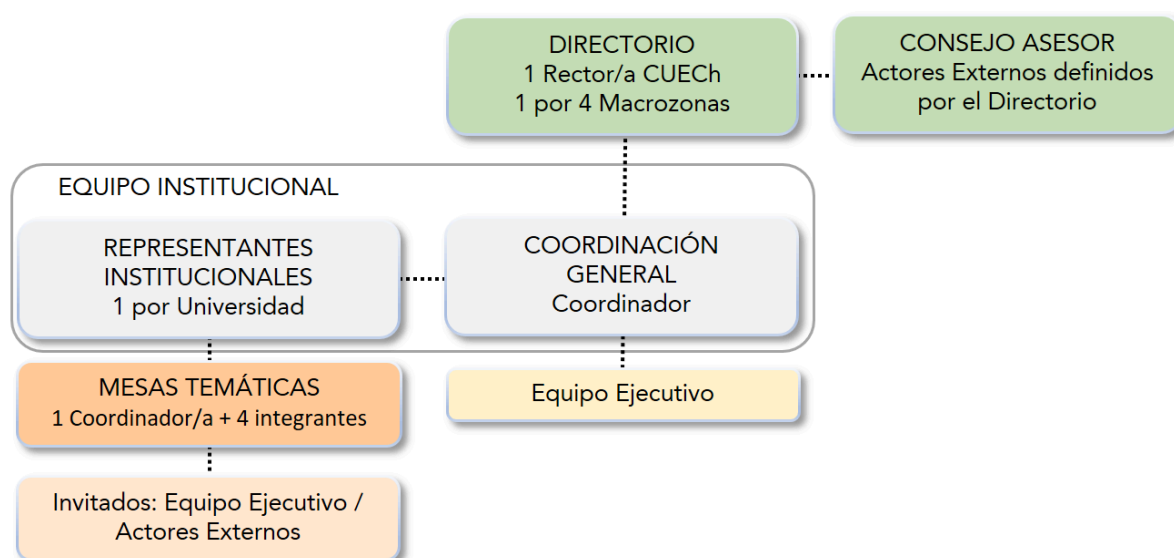 DIRECTORIO
1 Rector/a CUECh
1 por 4 Macrozonas
CONSEJO ASESOR
Actores Externos definidos
por el Directorio
EQUIPO INSTITUCIONAL
REPRESENTANTES
INSTITUCIONALES
1 por Universidad
COORDINACIÓN
GENERAL
Coordinador
MESAS TEMÁTICAS
1 Coordinador/a + 4 integrantes
Equipo Ejecutivo
Invitados: Equipo Ejecutivo /
Actores Externos